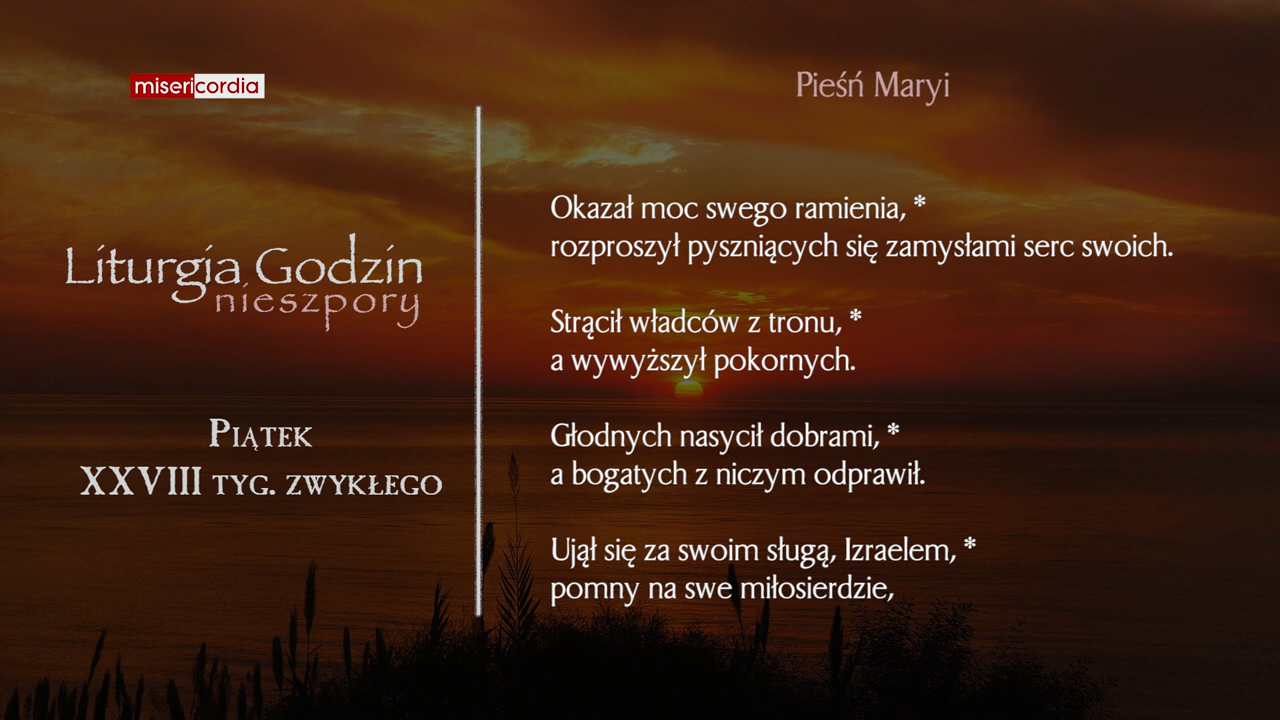 misericordia
Liturgia Godzin
nieszpory
Piątek
XXVIII tyg. zwykłego
Pieśń Maryi
Okazał moc swego ramienia, *
rozproszył pyszniących się zamysłami serc swoich.
Strącił władców z tronu, *
a wywyższył pokornych.
Głodnych nasycił dobrami, *
a bogatych z niczym odprawił.
Ujął się za swoim sługą, Izraelem, *
pomny na swe miłosierdzie,